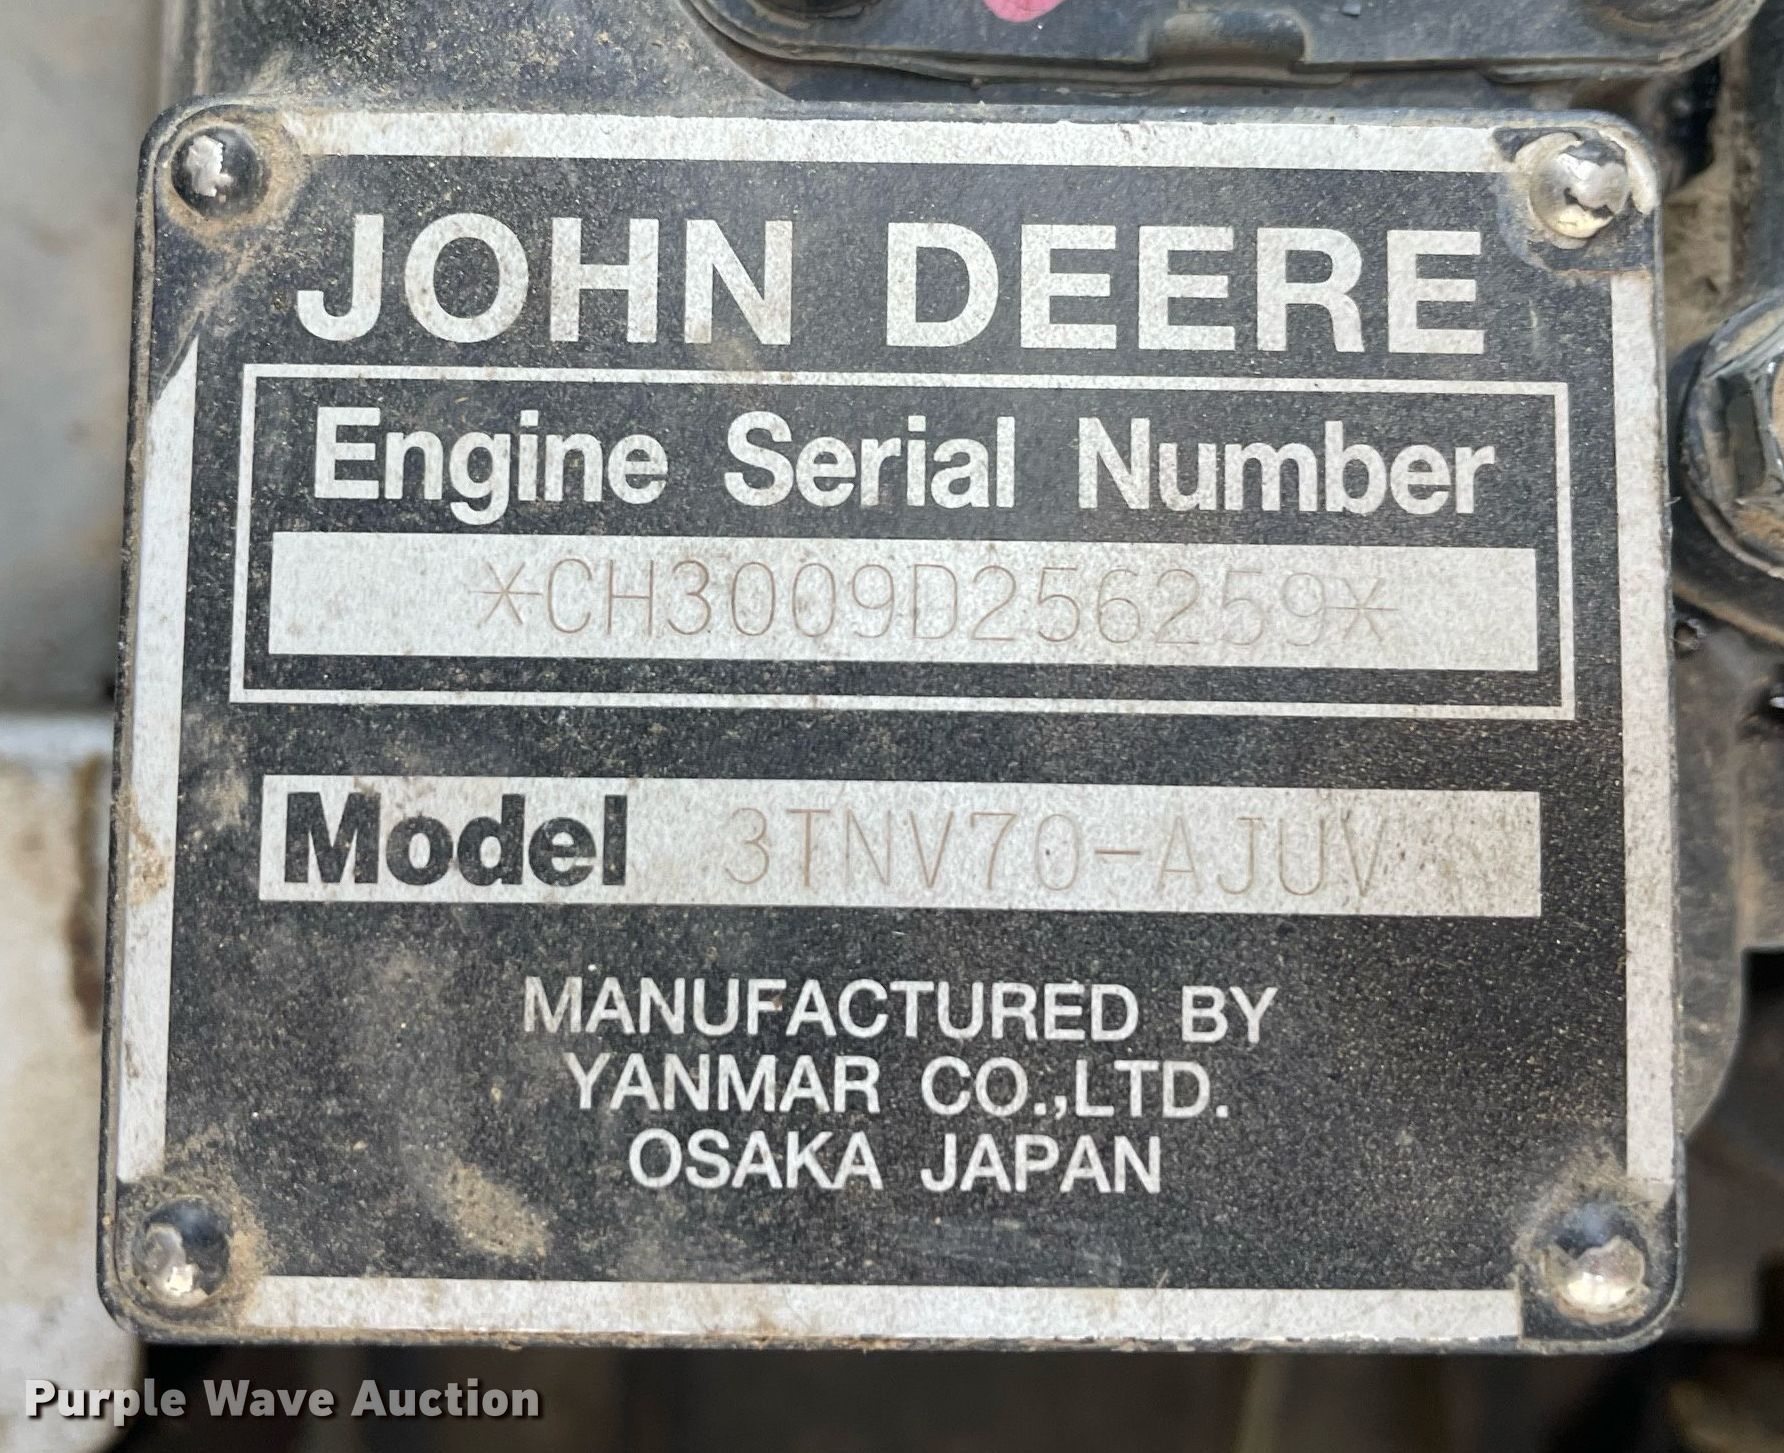 JOHN DEERE
Engine Serial Number
*CH3009D256259*
Model 3TNV70-AJUV
MANUFACTURED BY
YANMAR CO.,LTD.
OSAKA JAPAN
Purple Wave Auction